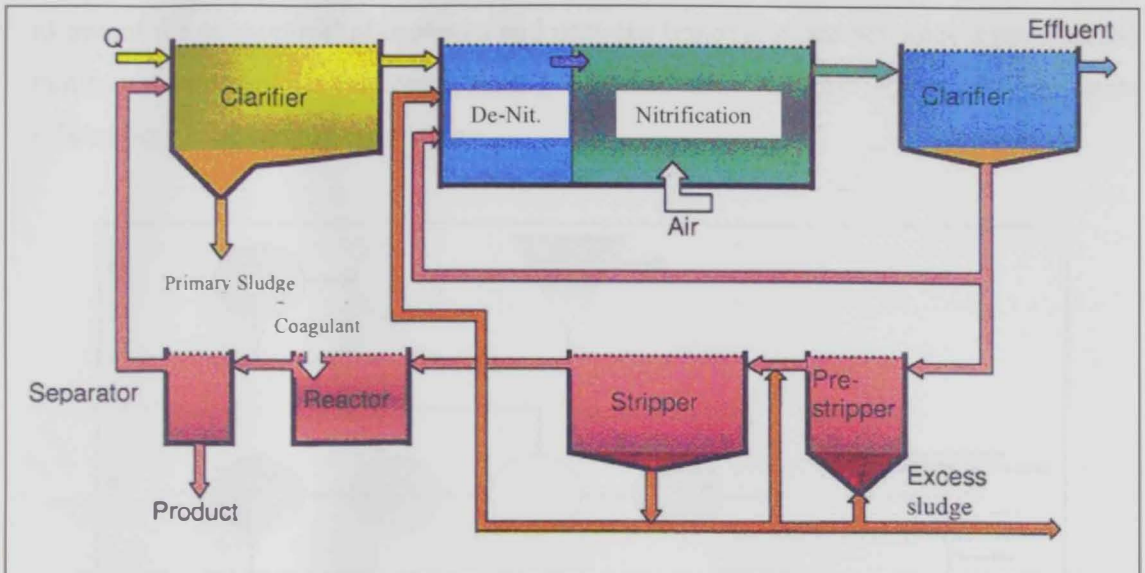 Q
Effluent
Clarifier
De-Nit.
Nitrification
Clarifier
Air
Primary Sludge
Coagulant
Separator
Reactor
Stripper
Pre-
stripper
Product
Excess
sludge